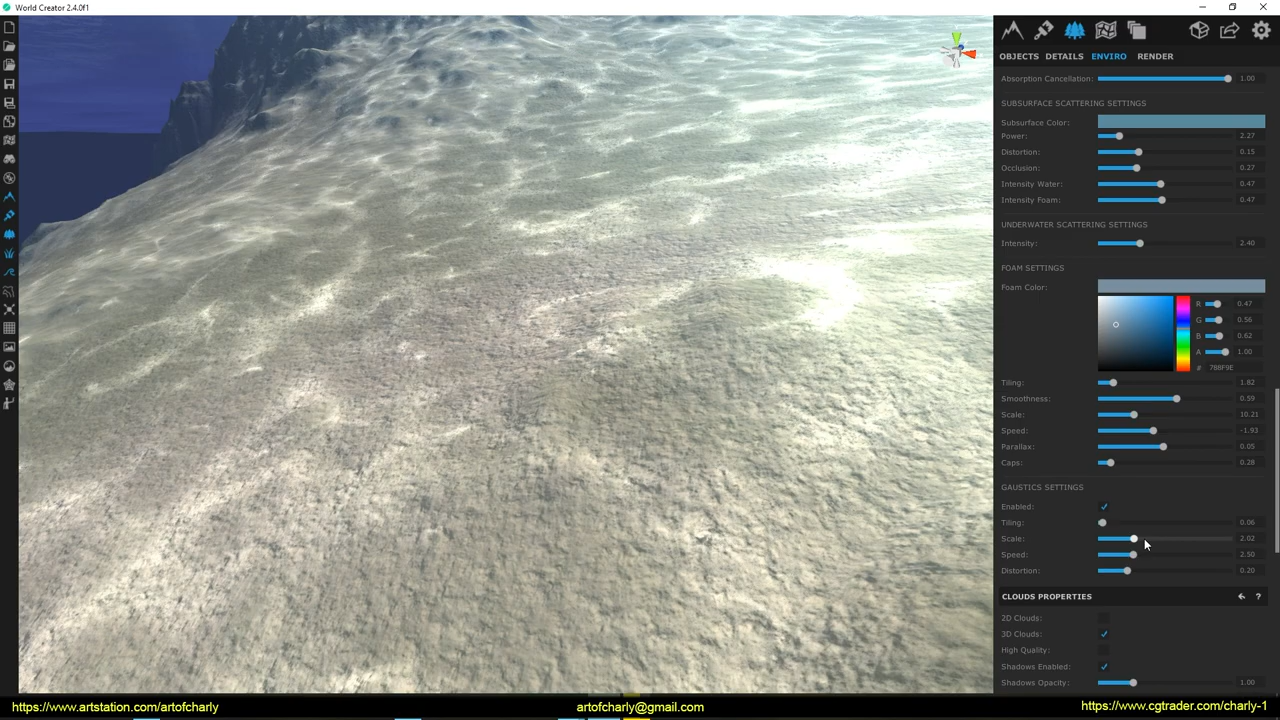 World Creator 2.4.0f1
OBJECTS DETAILS ENVIRO RENDER
Absorption Cancellation: 1.00
SUBSURFACE SCATTERING SETTINGS
Subsurface Color:
Power: 2.27
Distortion: 0.15
Occlusion: 0.27
Intensity Water: 0.47
Intensity Foam: 0.47
UNDERWATER SCATTERING SETTINGS
Intensity: 2.40
FOAM SETTINGS
Foam Color:
R 0.47
G 0.56
B 0.62
A 1.00
# 788F9E
Tiling: 1.82
Smoothness: 0.59
Scale: 10.21
Speed: -1.93
Parallax: 0.05
Caps: 0.28
GAUSTICS SETTINGS
Enabled:
Tiling: 0.06
Scale: 2.02
Speed: 2.50
Distortion: 0.20
CLOUDS PROPERTIES ?
2D Clouds:
3D Clouds:
High Quality:
Shadows Enabled:
Shadows Opacity: 1.00
https://www.artstation.com/artofcharly artofcharly@gmail.com https://www.cgtrader.com/charly-1